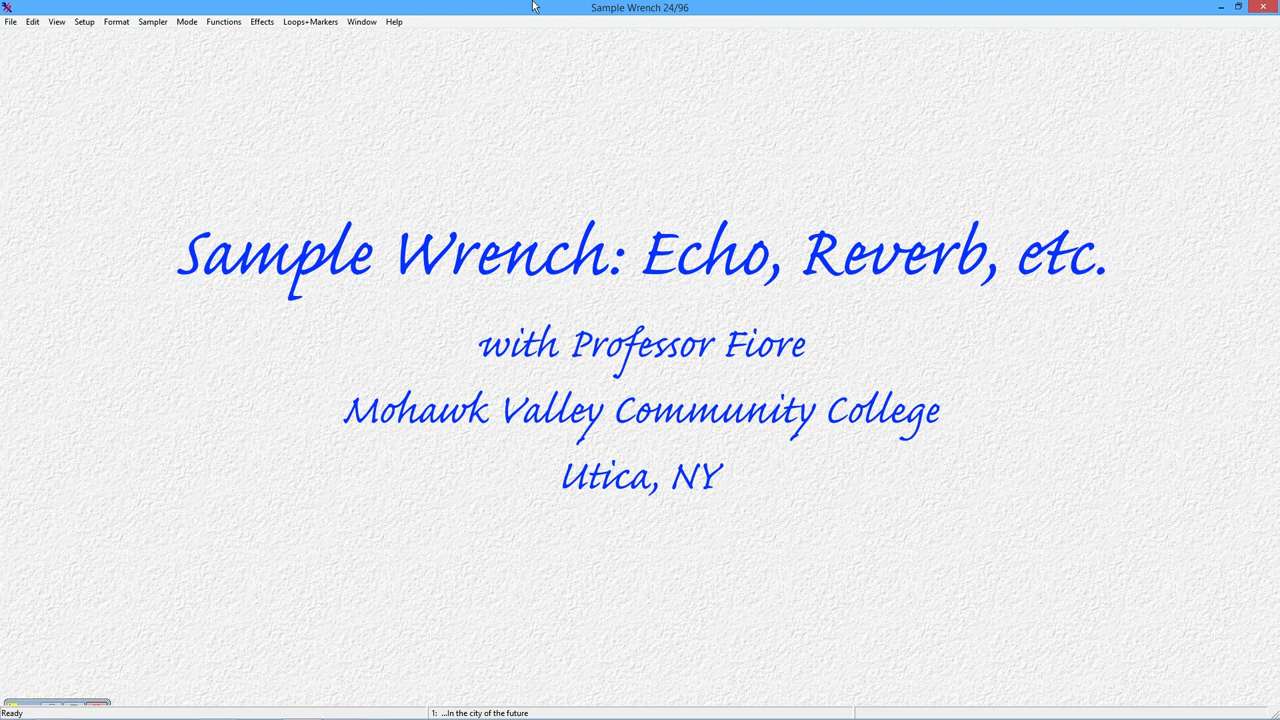 Sample Wrench 24/96
File Edit View Setup Format Sampler Mode Functions Effects Loops+Markers Window Help
Sample Wrench: Echo, Reverb, etc.
with Professor Fiore
Mohawk Valley Community College
Utica, NY
Ready 1: ...In the city of the future